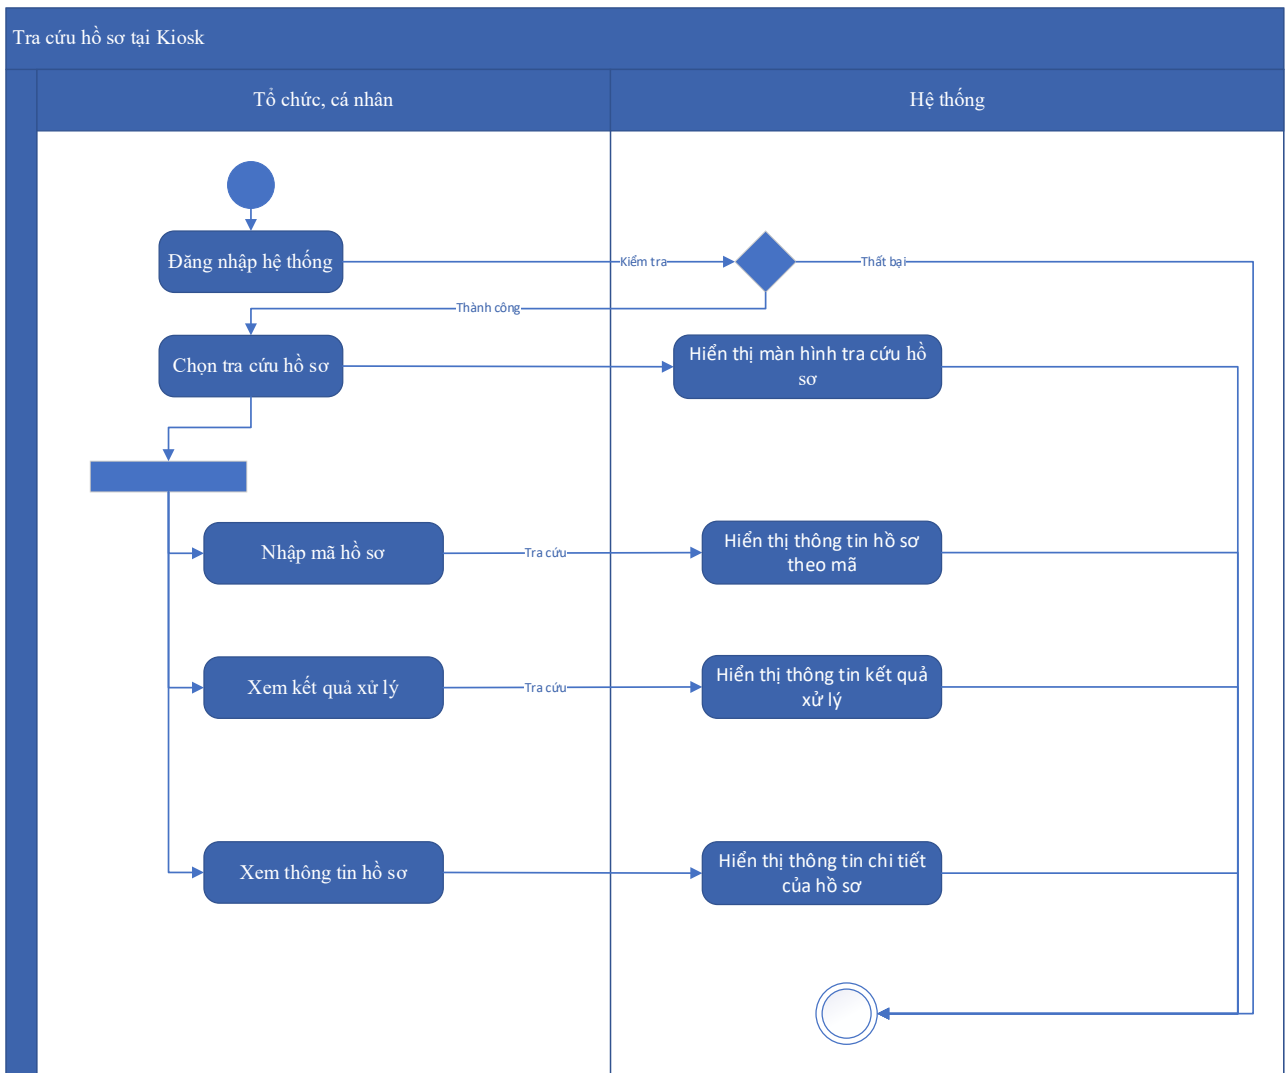 Tra cứu hồ sơ tại Kiosk
Tổ chức, cá nhân
Hệ thống
Đăng nhập hệ thống
Kiểm tra
Thất bại
Thành công
Chọn tra cứu hồ sơ
Hiển thị màn hình tra cứu hồ
sơ
Nhập mã hồ sơ
Tra cứu
Hiển thị thông tin hồ sơ
theo mã
Xem kết quả xử lý
Tra cứu
Hiển thị thông tin kết quả
xử lý
Xem thông tin hồ sơ
Hiển thị thông tin chi tiết
của hồ sơ